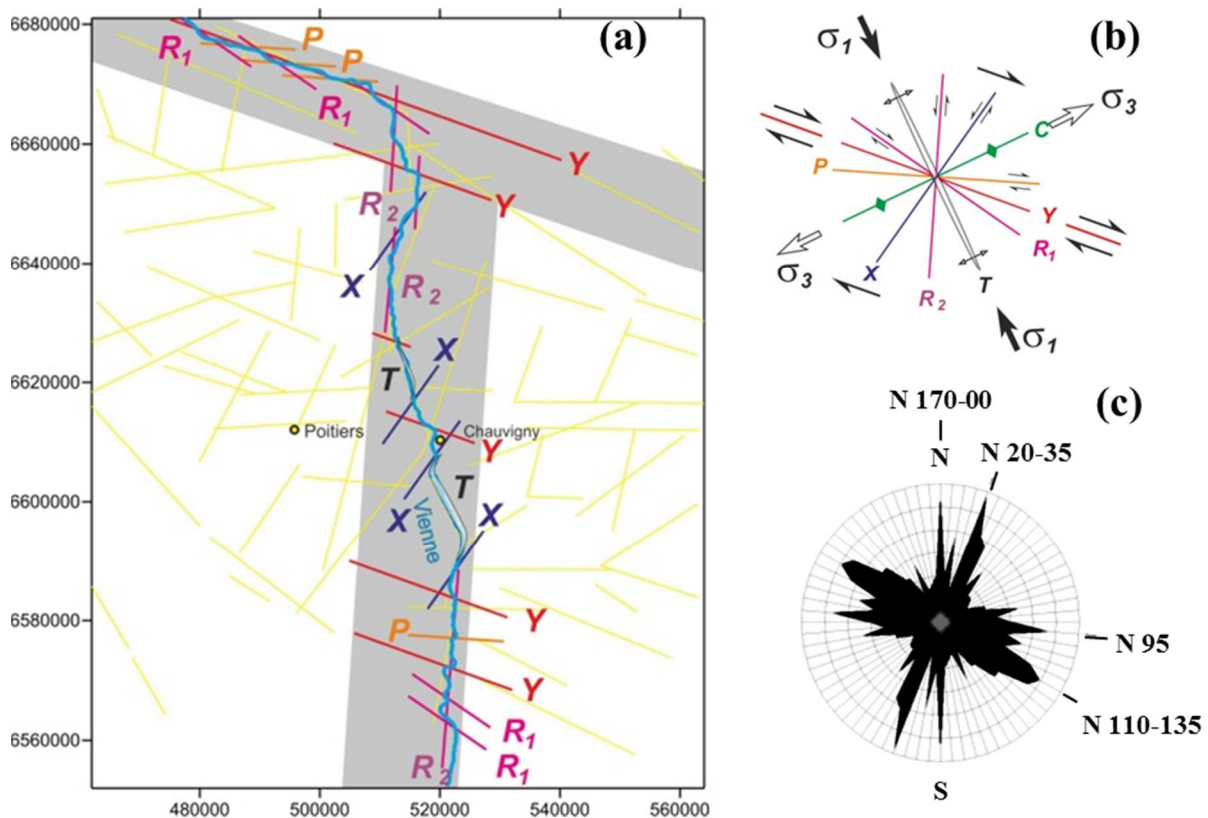 (a)
6680000
6660000
6640000
6620000
6600000
6580000
6560000
480000
500000
520000
540000
560000
P
P
R1
R1
Y
Y
R2
X
R2
X
T
Poitiers
Chauvigny
Y
T
X
Vienne
X
Y
P
Y
R1
R2
R1
(b)
σ1
σ3
C
P
Y
R1
σ3
X
R2
T
σ1
(c)
N 170-00
N
N 20-35
N 95
N 110-135
S